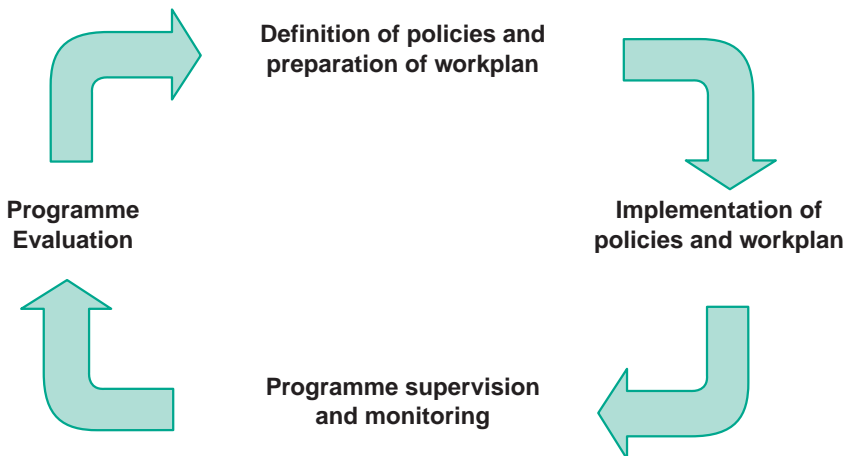 Definition of policies and
preparation of workplan
Programme
Evaluation
Implementation of
policies and workplan
Programme supervision
and monitoring